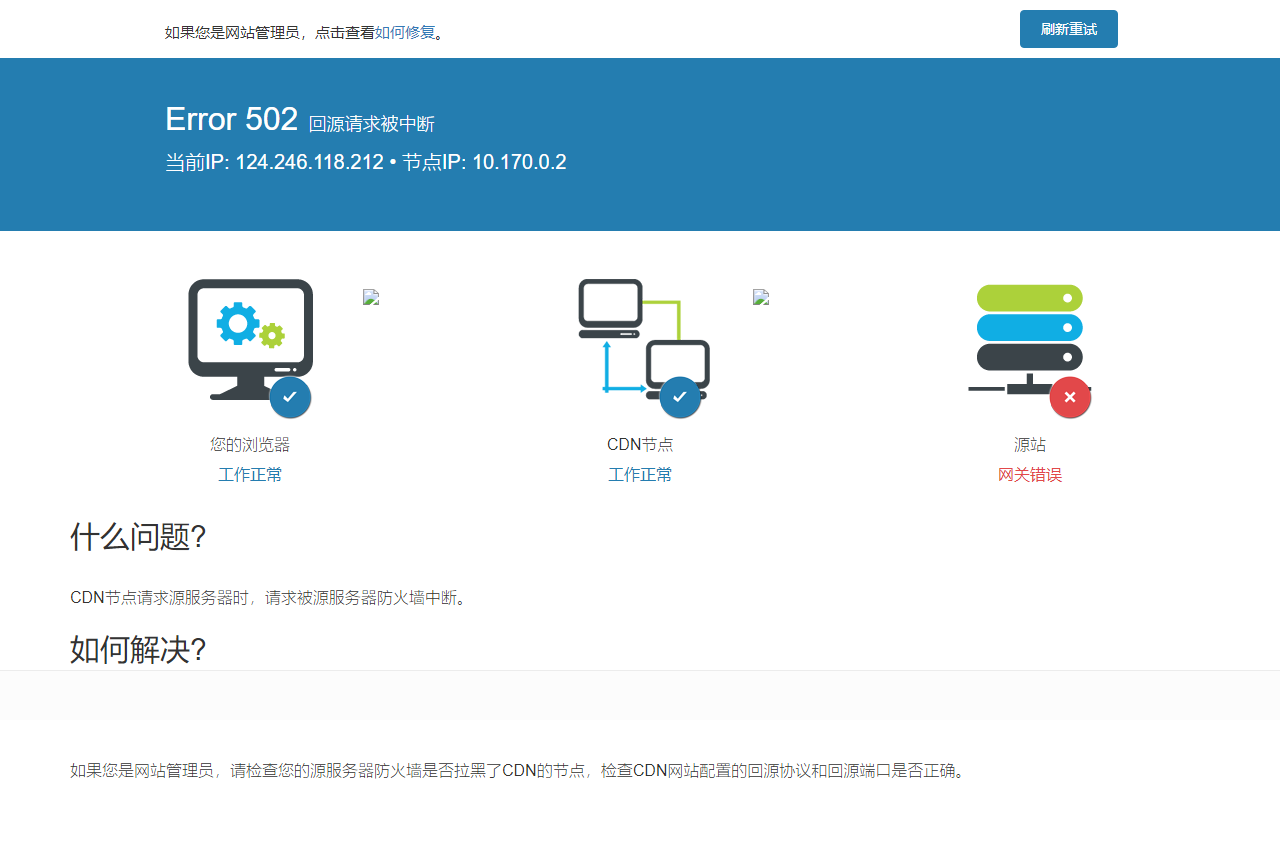 如果您是网站管理员，点击查看如何修复。
刷新重试
Error 502 回源请求被中断
当前IP: 124.246.118.212 • 节点IP: 10.170.0.2
您的浏览器
工作正常
CDN节点
工作正常
源站
网关错误
什么问题?
CDN节点请求源服务器时，请求被源服务器防火墙中断。
如何解决?
如果您是网站管理员，请检查您的源服务器防火墙是否拉黑了CDN的节点，检查CDN网站配置的回源协议和回源端口是否正确。